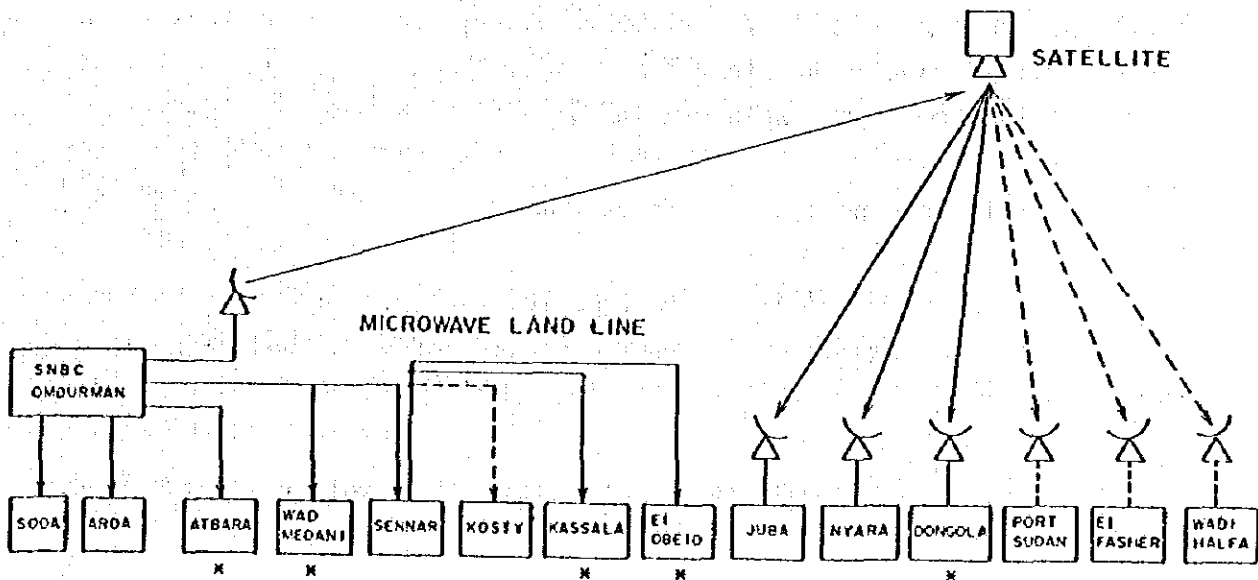 SATELLITE
MICROWAVE LAND LINE
SNBC
OMDURMAN
SODA
AROA
ATBARA
WAD
MEDANI
SENNAR
KOSTY
KASSALA
El
OBEID
JUBA
NYARA
DONGOLA
PORT
SUDAN
El
FASHER
WADI
HALFA
* * * * *